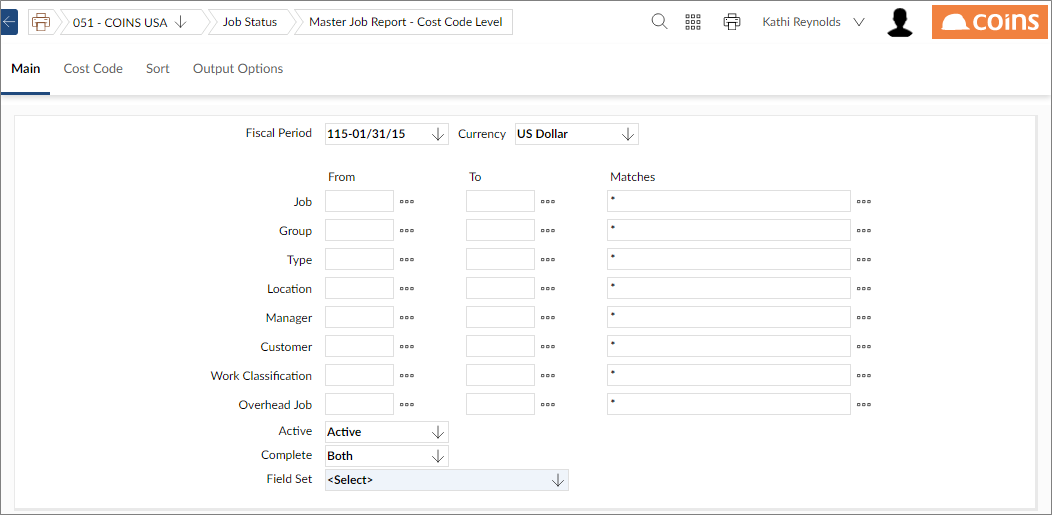 051 - COINS USA Job Status Master Job Report - Cost Code Level Kathi Reynolds coins
Main Cost Code Sort Output Options
Fiscal Period 115-01/31/15 Currency US Dollar
From To Matches
Job *
Group *
Type *
Location *
Manager *
Customer *
Work Classification *
Overhead Job *
Active Active
Complete Both
Field Set <Select>